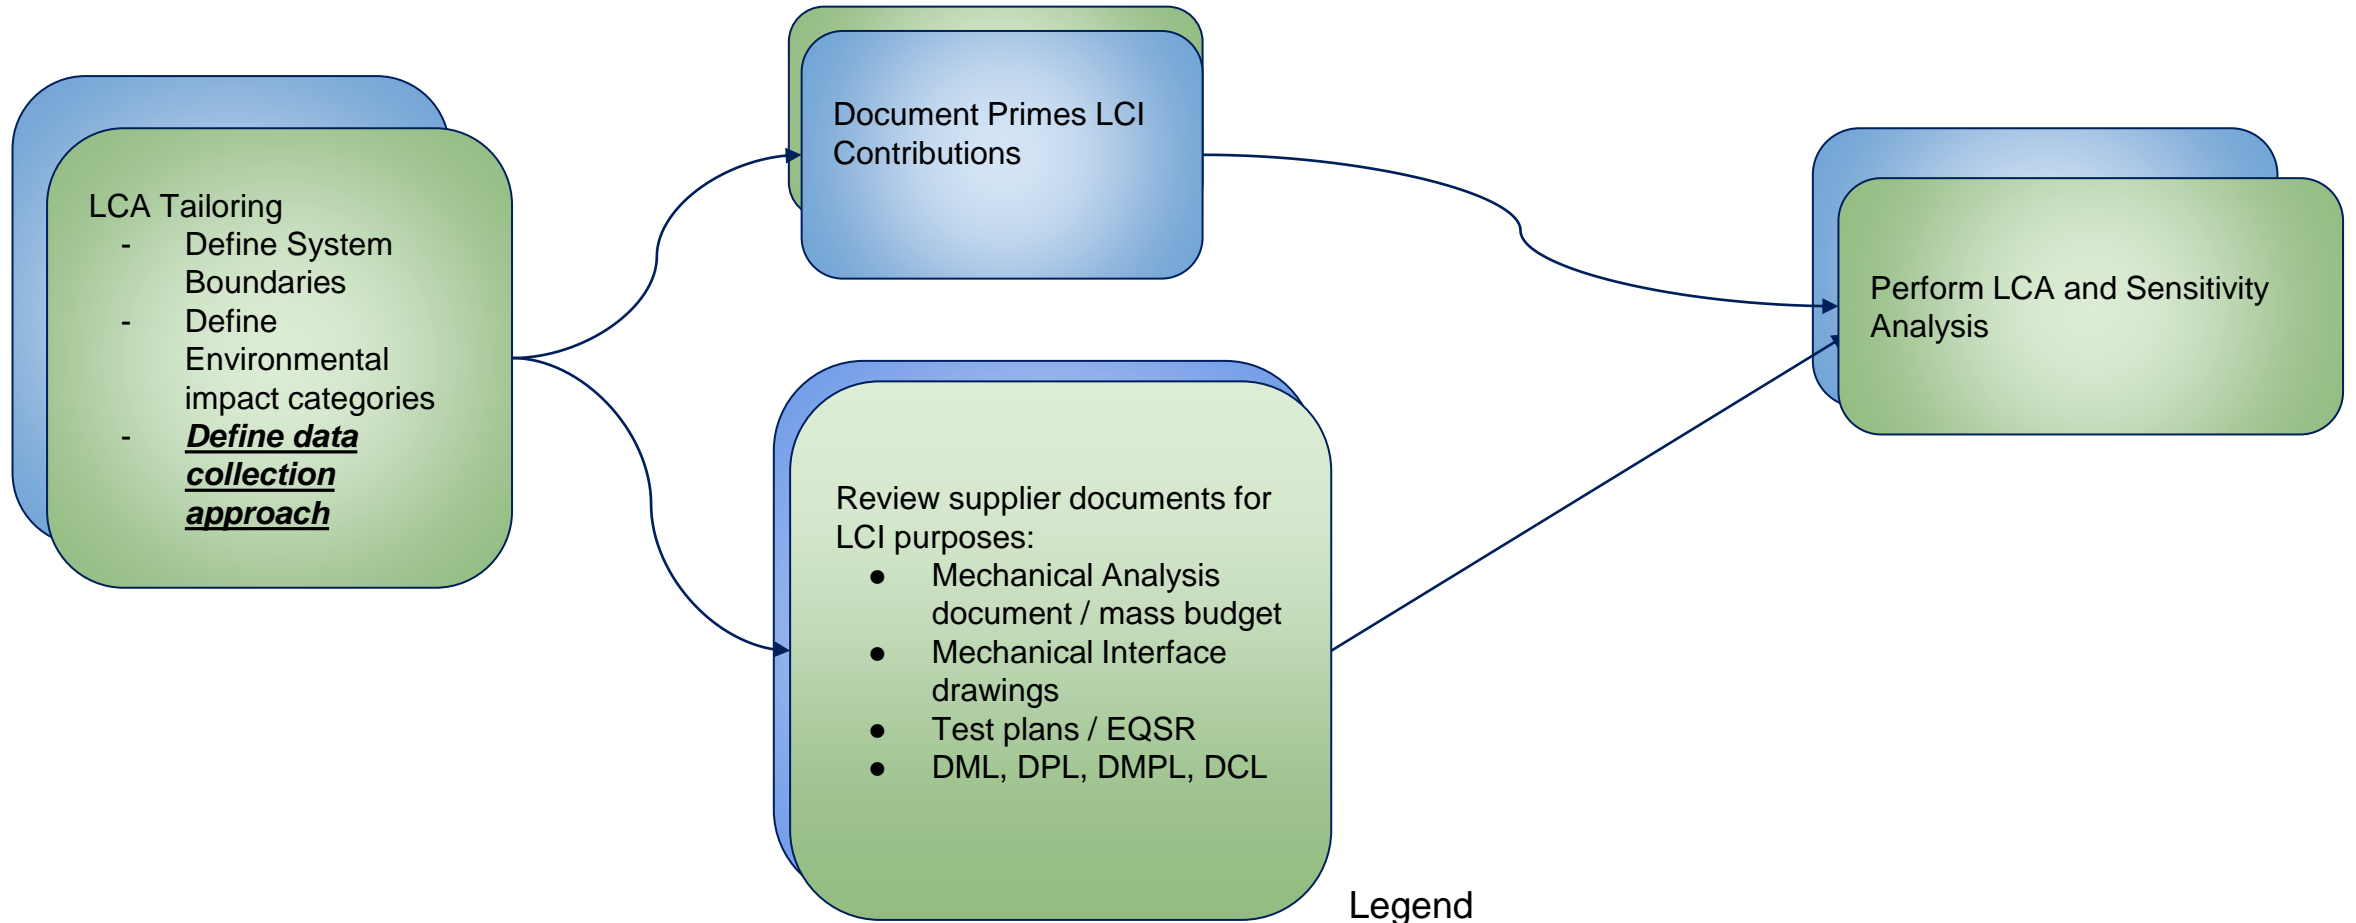 LCA Tailoring
- Define System
Boundaries
- Define
Environmental
impact categories
- Define data
collection
approach
Document Primes LCI
Contributions
Review supplier documents for
LCI purposes:
● Mechanical Analysis
document / mass budget
● Mechanical Interface
drawings
● Test plans / EQSR
● DML, DPL, DMPL, DCL
Perform LCA and Sensitivity
Analysis
Legend